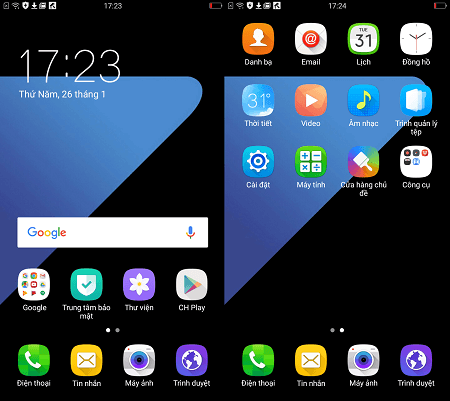 17:23
17:23
Thứ Năm, 26 tháng 1
Google
Google
Trung tâm bảo mật
Thư viện
CH Play
Điện thoại
Tin nhắn
Máy ảnh
Trình duyệt
17:24
Danh bạ
Email
31
Lịch
Đồng hồ
31°
Thời tiết
Video
Âm nhạc
Trình quản lý tệp
Cài đặt
Máy tính
Cửa hàng chủ đề
Công cụ
Điện thoại
Tin nhắn
Máy ảnh
Trình duyệt